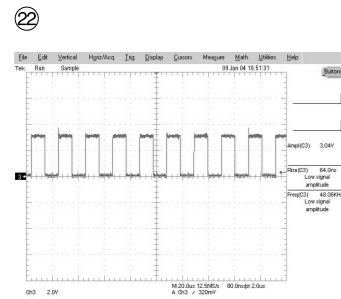 22
File Edit Vertical Horiz/Acq Trig Display Cursors Measure Math Utilities Help
Tek Run Sample 09 Jan 04 16:51:31
Button
Ampl(C3) 3.04V
Rise(C3) 64.0ns
Low signal
amplitude
Freq(C3) 48.06KH
Low signal
amplitude
3
Ch3 2.0V
M 20.0us 12.5MS/s 80.0ns/pt
A Ch3 320mV